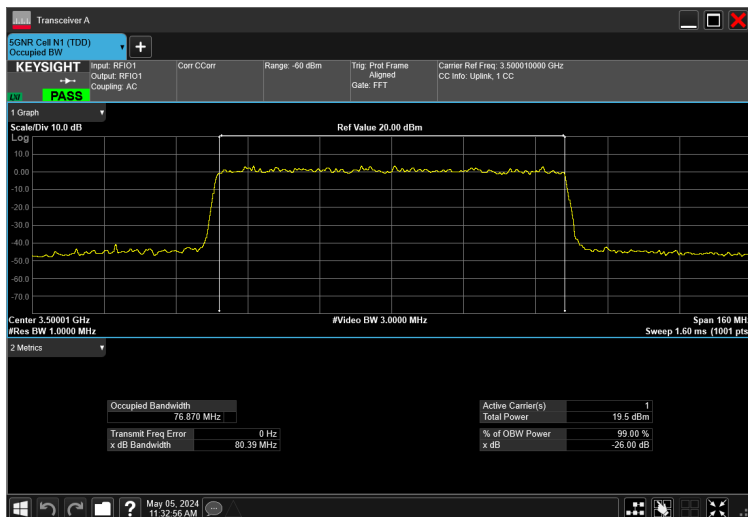 Transceiver A
5GNR Cell N1 (TDD)
Occupied BW
KEYSIGHT
LXI
PASS
Input: RFIO1
Output: RFIO1
Coupling: AC
Corr CCorr
Range: -60 dBm
Trig: Prot Frame
Aligned
Gate: FFT
Carrier Ref Freq: 3.500010000 GHz
CC Info: Uplink, 1 CC
1 Graph
Scale/Div 10.0 dB
Ref Value 20.00 dBm
Log
10.0
0.00
-10.0
-20.0
-30.0
-40.0
-50.0
-60.0
-70.0
Center 3.50001 GHz
#Video BW 3.0000 MHz
Span 160 MH
#Res BW 1.0000 MHz
Sweep 1.60 ms (1001 pts
2 Metrics
Occupied Bandwidth
76.870 MHz
Transmit Freq Error 0 Hz
x dB Bandwidth 80.39 MHz
Active Carrier(s) 1
Total Power 19.5 dBm
% of OBW Power 99.00 %
x dB -26.00 dB
May 05, 2024
11:32:56 AM